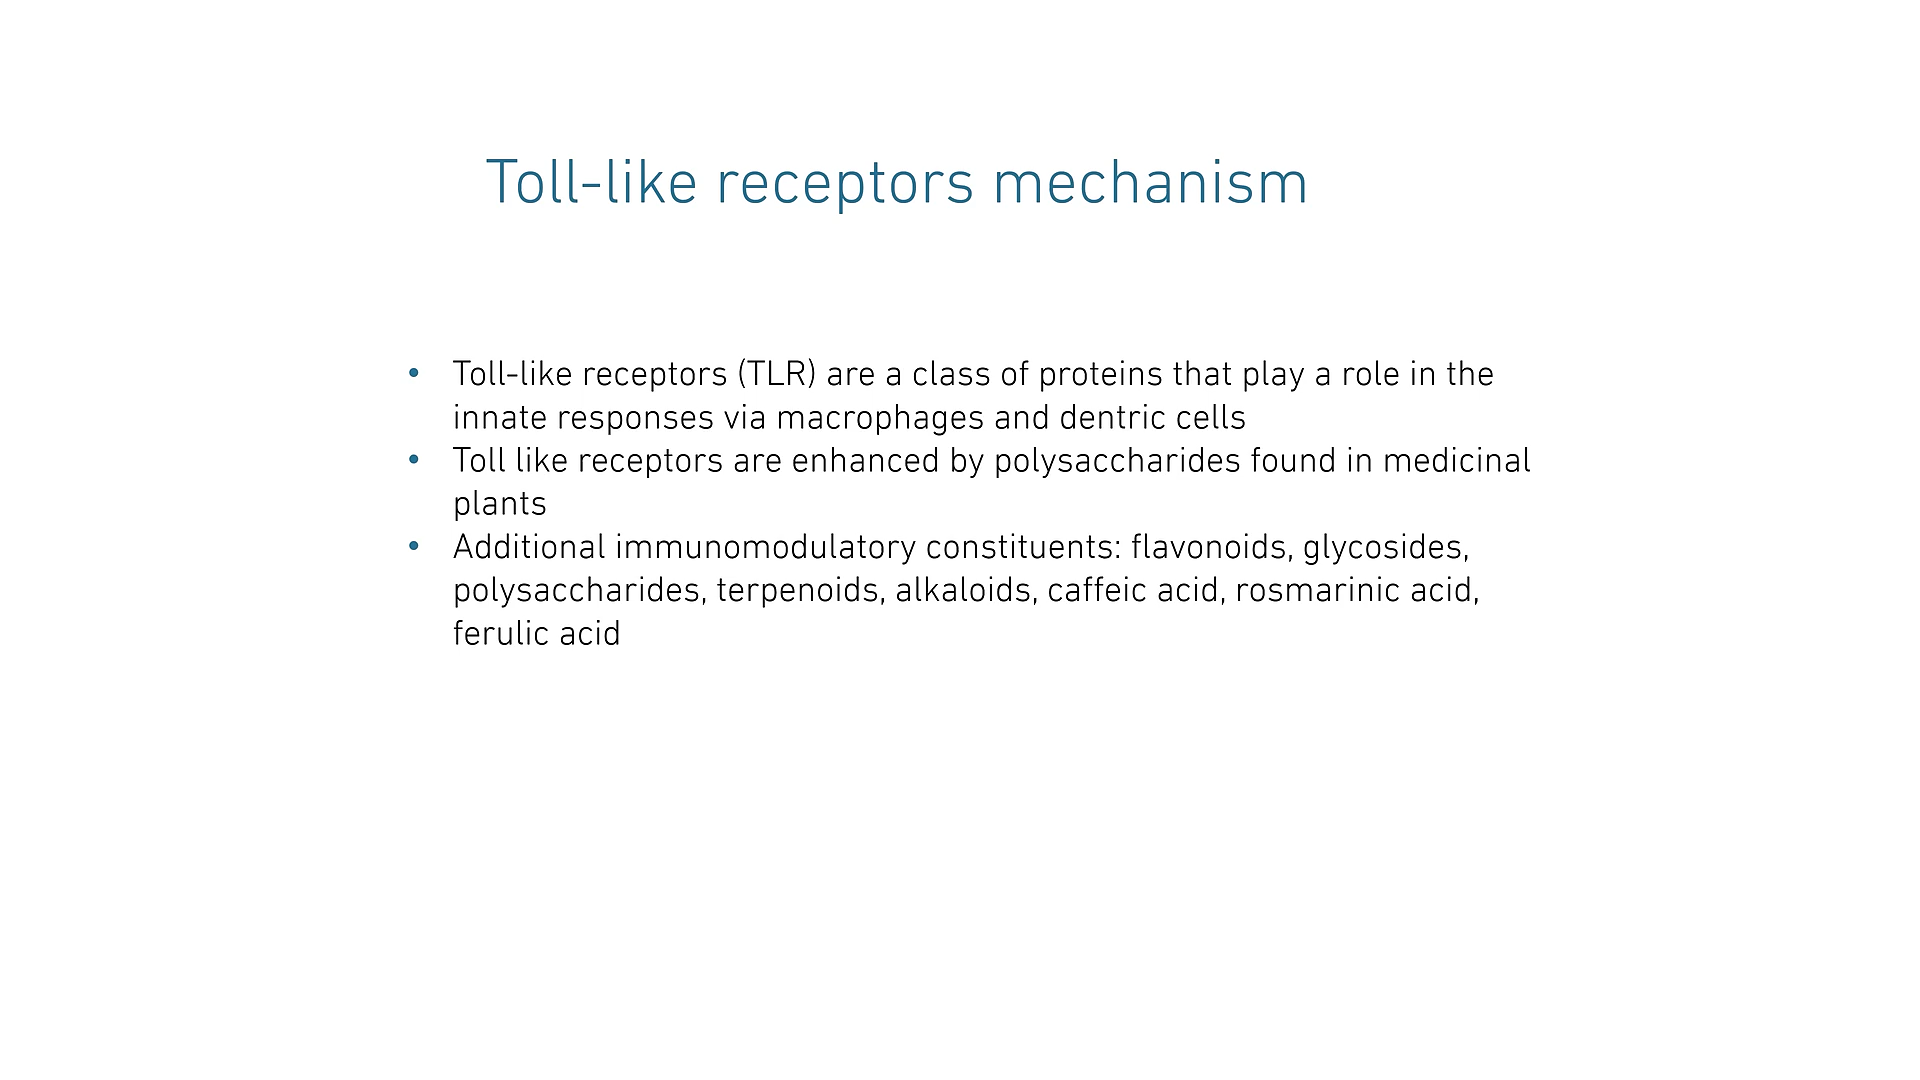 Toll-like receptors mechanism
• Toll-like receptors (TLR) are a class of proteins that play a role in the
innate responses via macrophages and dentric cells
• Toll like receptors are enhanced by polysaccharides found in medicinal
plants
• Additional immunomodulatory constituents: flavonoids, glycosides,
polysaccharides, terpenoids, alkaloids, caffeic acid, rosmarinic acid,
ferulic acid